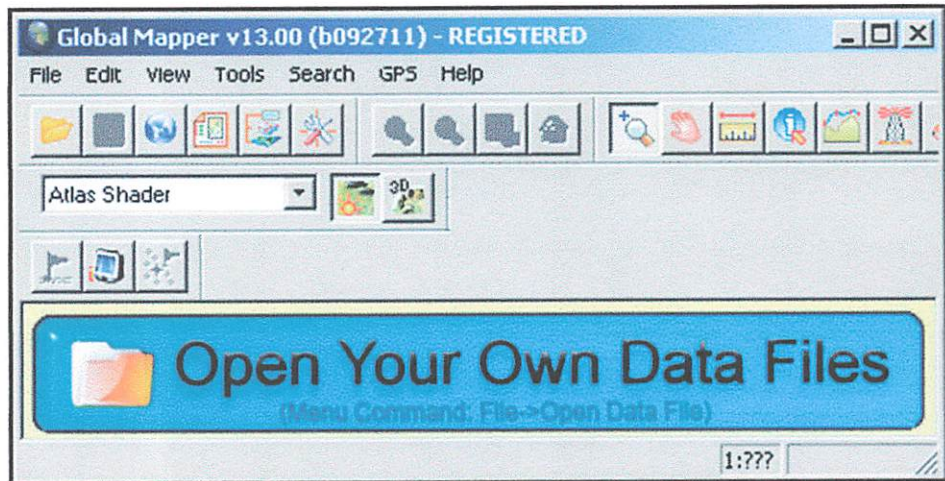 Global Mapper v13.00 (b092711) - REGISTERED
File Edit View Tools Search GPS Help
Atlas Shader
3D
Open Your Own Data Files
(Menu Command: File->Open Data File)
1:???